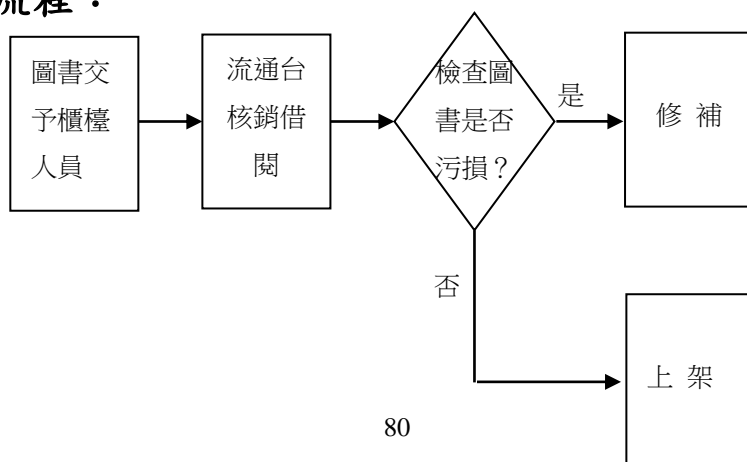 流程：
圖書交
予櫃檯
人員
流通台
核銷借
閱
檢查圖
書是否
污損？
是
修 補
否
上 架
80